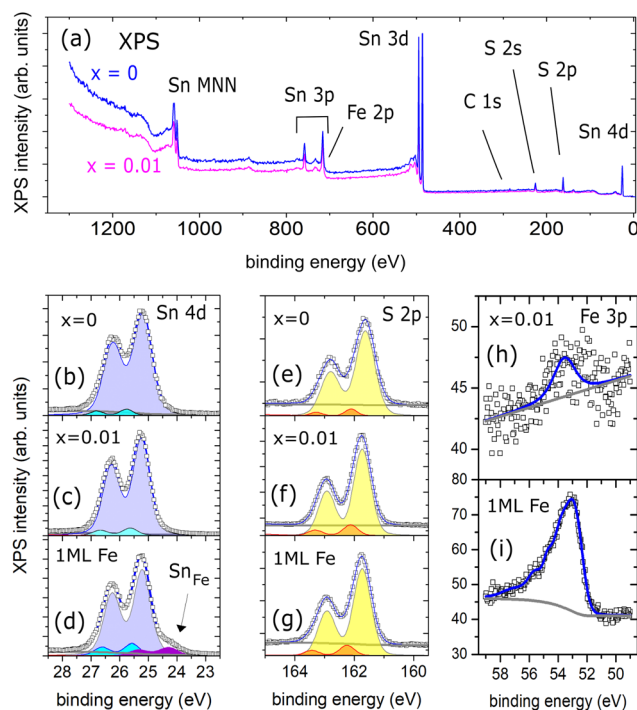 (a) XPS
x = 0
x = 0.01
Sn MNN
Sn 3p
Fe 2p
Sn 3d
C 1s
S 2s
S 2p
Sn 4d
XPS intensity (arb. units)
1200 1000 800 600 400 200 0
binding energy (eV)
x=0 Sn 4d
(b)
x=0.01
(c)
1ML Fe
SnFe
(d)
28 27 26 25 24 23
binding energy (eV)
XPS intensity (arb. units)
x=0 S 2p
(e)
x=0.01
(f)
1ML Fe
(g)
164 162 160
binding energy (eV)
x=0.01 Fe 3p
(h)
50
45
40
80
1ML Fe
(i)
70
60
50
40
30
58 56 54 52 50
binding energy (eV)